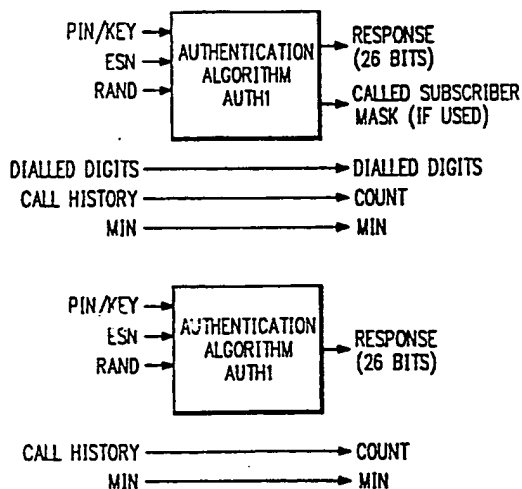 PIN/KEY
ESN
RAND
AUTHENTICATION
ALGORITHM
AUTH1
RESPONSE
(26 BITS)
CALLED SUBSCRIBER
MASK (IF USED)
DIALLED DIGITS
DIALLED DIGITS
CALL HISTORY
COUNT
MIN
MIN
PIN/KEY
ESN
RAND
AUTHENTICATION
ALGORITHM
AUTH1
RESPONSE
(26 BITS)
CALL HISTORY
COUNT
MIN
MIN